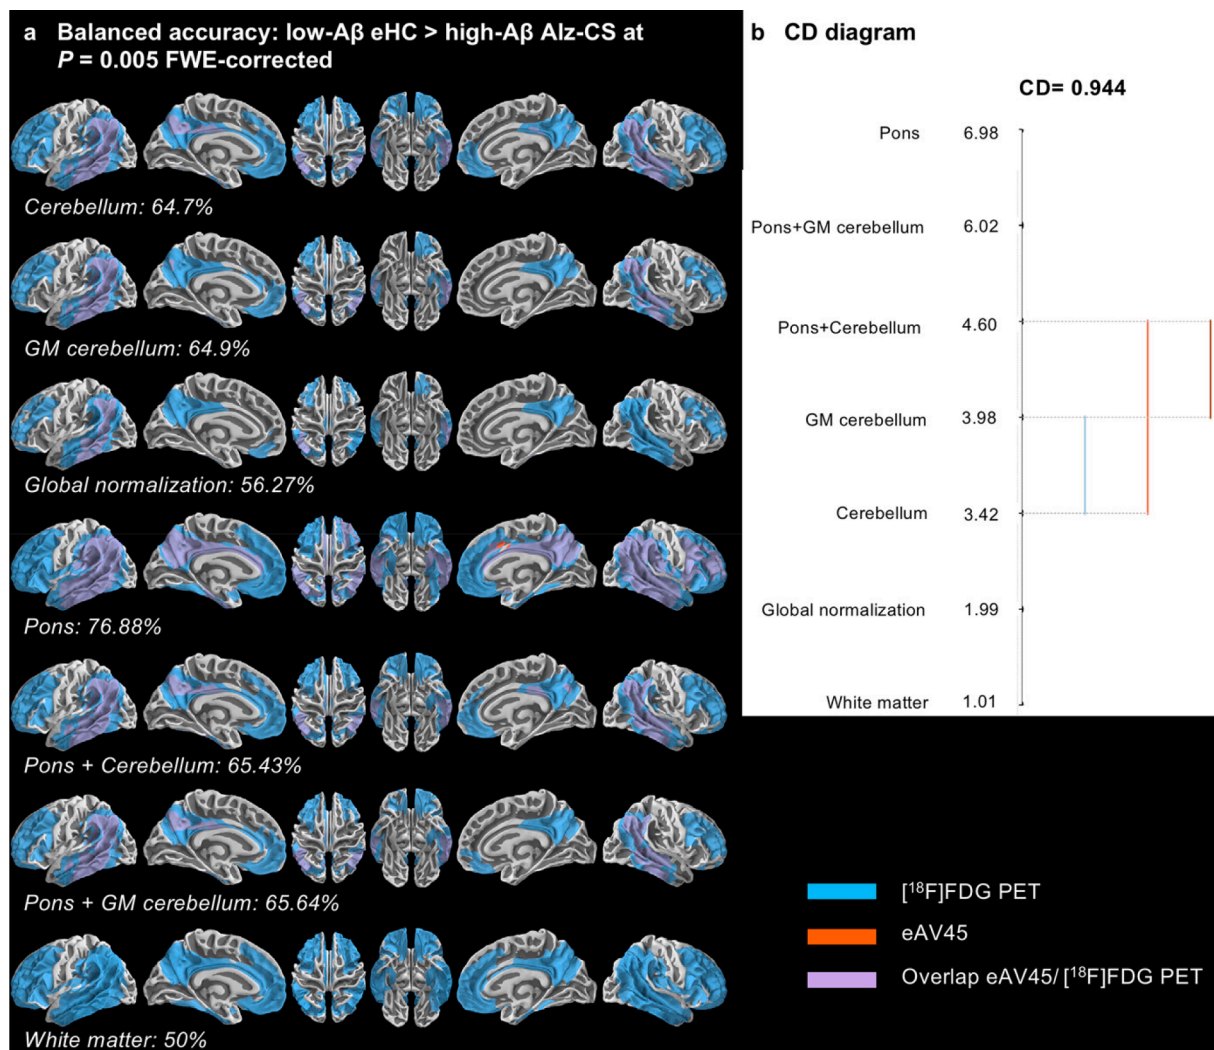 a Balanced accuracy: low-Aβ eHC > high-Aβ Alz-CS at
P = 0.005 FWE-corrected
Cerebellum: 64.7%
GM cerebellum: 64.9%
Global normalization: 56.27%
Pons: 76.88%
Pons + Cerebellum: 65.43%
Pons + GM cerebellum: 65.64%
White matter: 50%
b CD diagram
CD= 0.944
Pons 6.98
Pons+GM cerebellum 6.02
Pons+Cerebellum 4.60
GM cerebellum 3.98
Cerebellum 3.42
Global normalization 1.99
White matter 1.01
[¹⁸F]FDG PET
eAV45
Overlap eAV45/ [¹⁸F]FDG PET